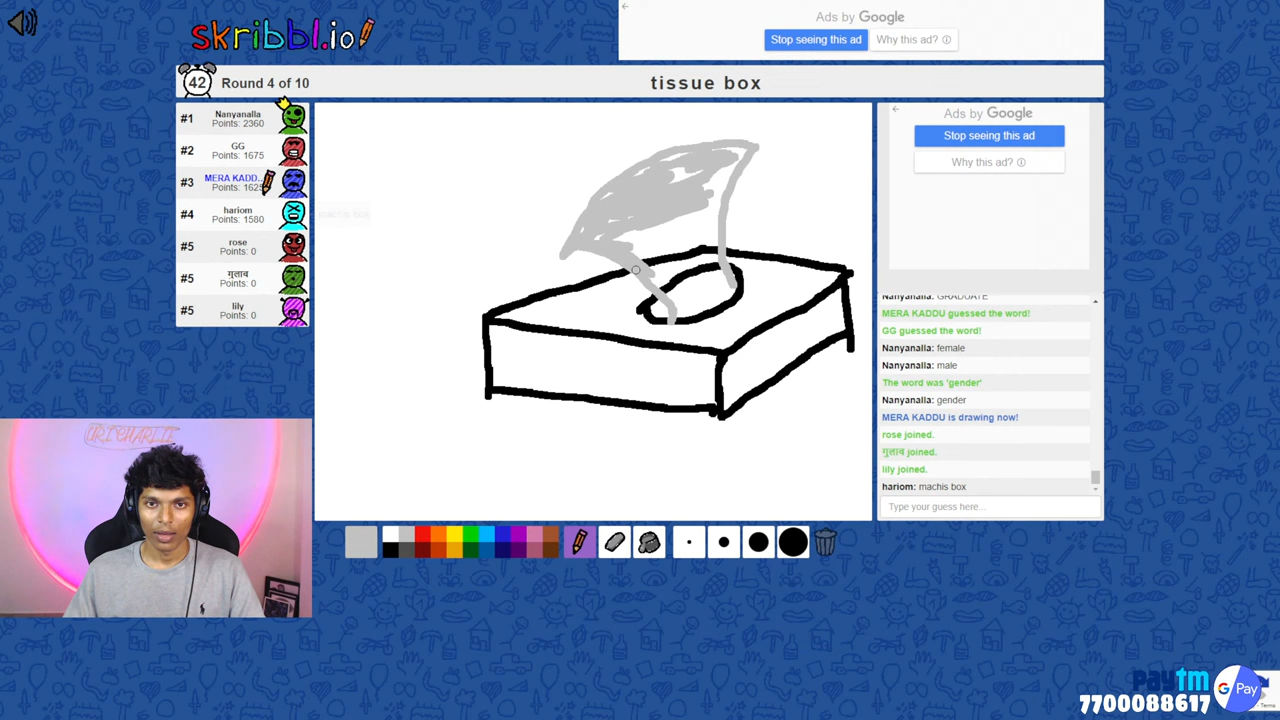 Ads by Google
Stop seeing this ad
Why this ad?
skribbl.io
42
Round 4 of 10
tissue box
#1
Nanyanalla
Points: 2360
#2
GG
Points: 1675
#3
MERA KADD...
Points: 1625
#4
hariom
Points: 1580
#5
rose
Points: 0
#5
गुलाब
Points: 0
#5
lily
Points: 0
machis box
Ads by Google
Stop seeing this ad
Why this ad?
Nanyanalla: GRADUATE
MERA KADDU guessed the word!
GG guessed the word!
Nanyanalla: female
Nanyanalla: male
The word was 'gender'
Nanyanalla: gender
MERA KADDU is drawing now!
rose joined.
गुलाब joined.
lily joined.
hariom: machis box
Type your guess here...
paytm
7700088617
G Pay
Terms